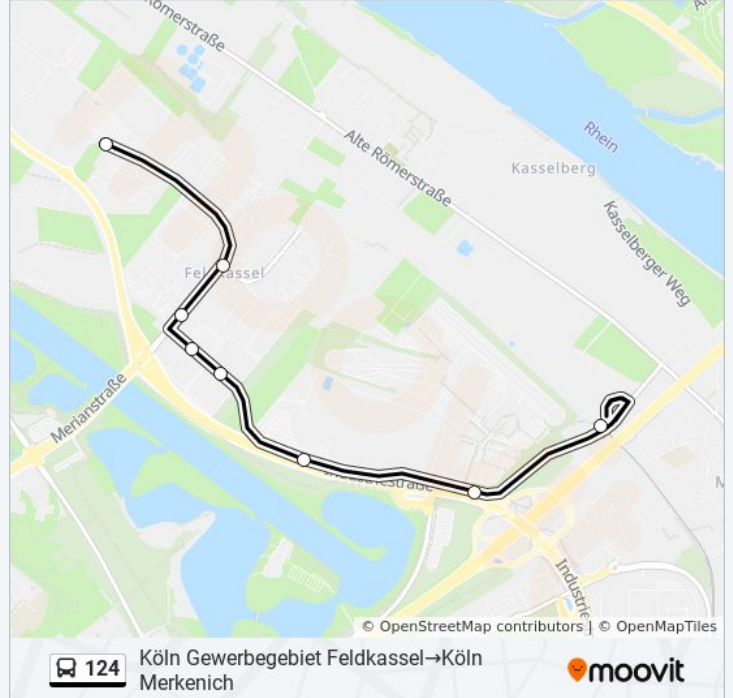 Römerstraße
Alte Römerstraße
Rhein
Kasselberg
Kasselberger Weg
Feldkassel
Merianstraße
Industriestraße
© OpenStreetMap contributors | © OpenMapTiles
124
Köln Gewerbegebiet Feldkassel→Köln
Merkenich
moovit